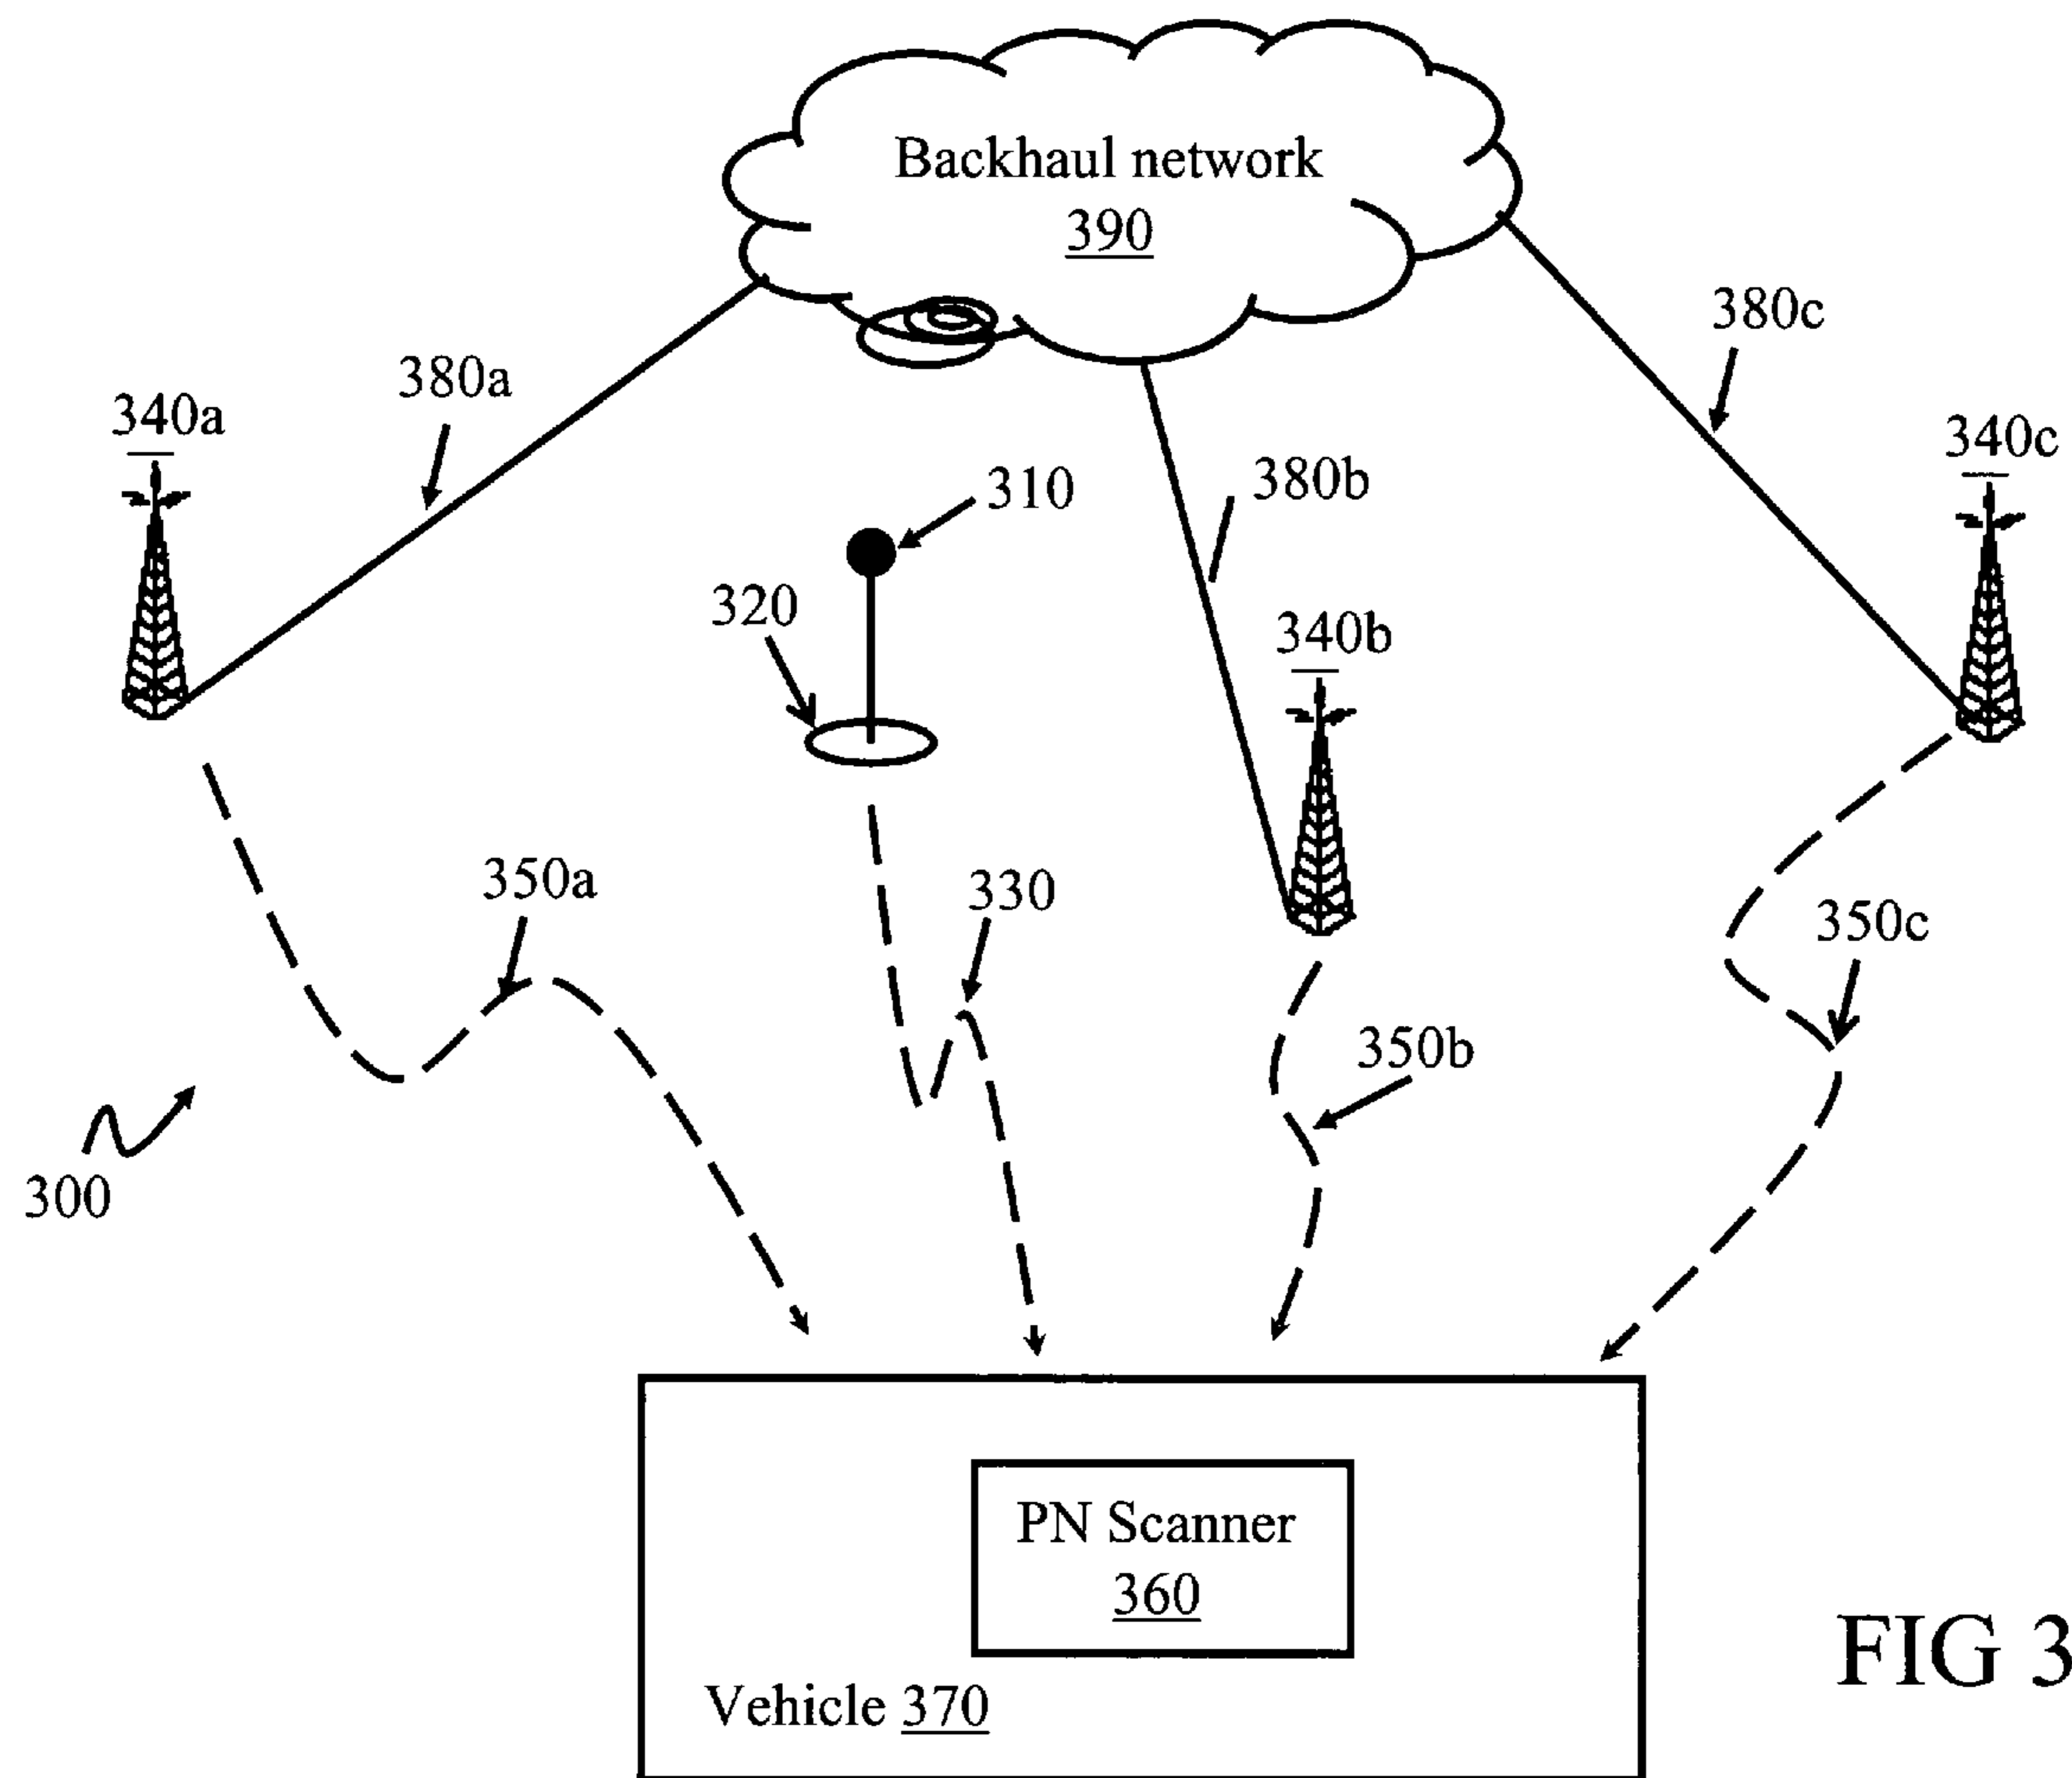 Backhaul network
390
380c
380a
340a
340c
380b
310
320
340b
350a
330
350c
350b
300
PN Scanner
360
FIG 3
Vehicle 370